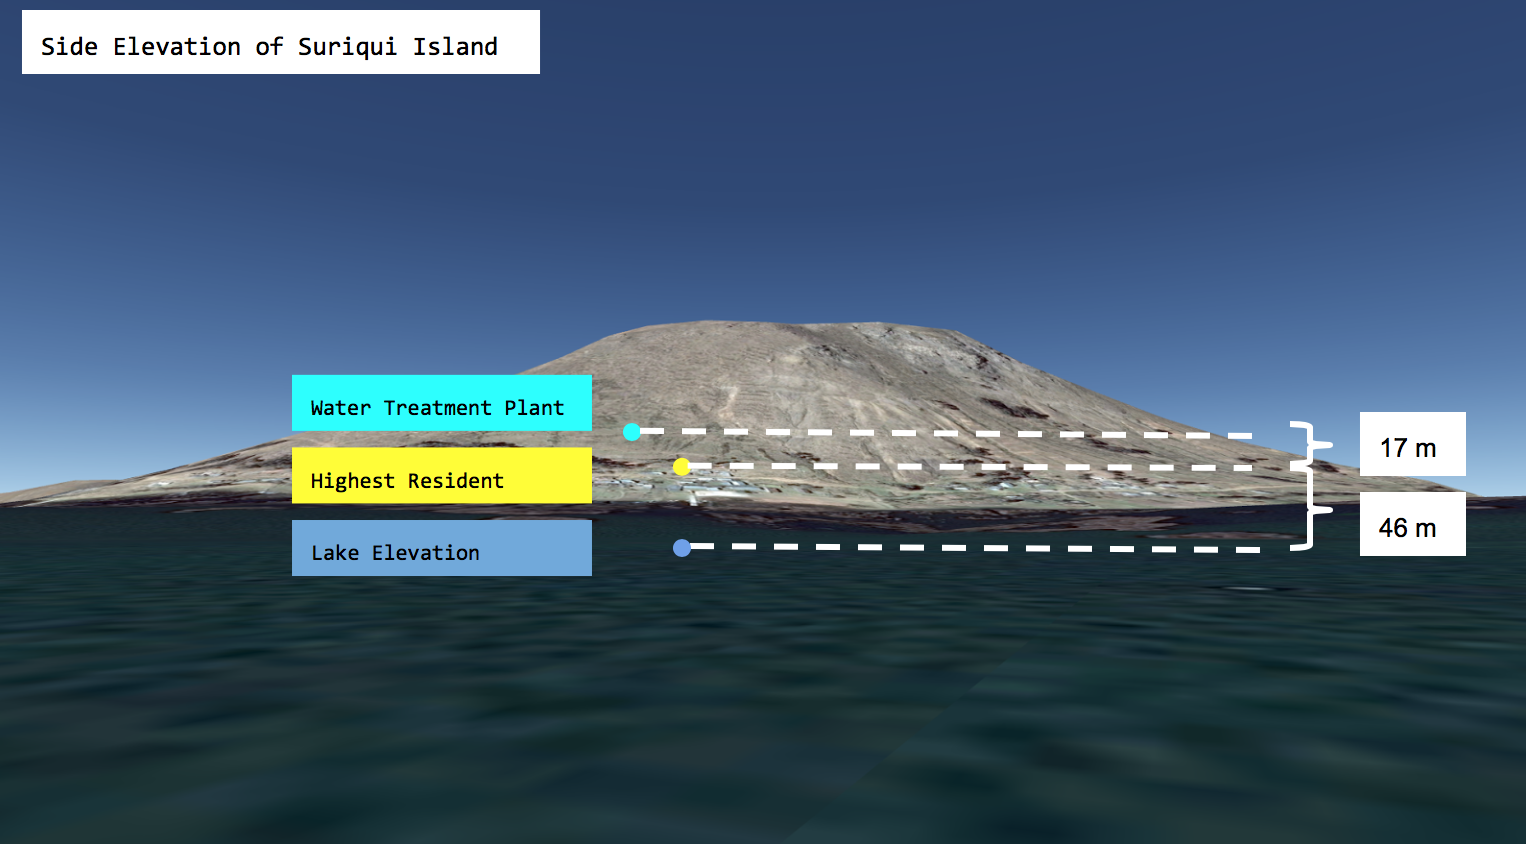 Side Elevation of Suriqui Island
Water Treatment Plant
17 m
Highest Resident
46 m
Lake Elevation